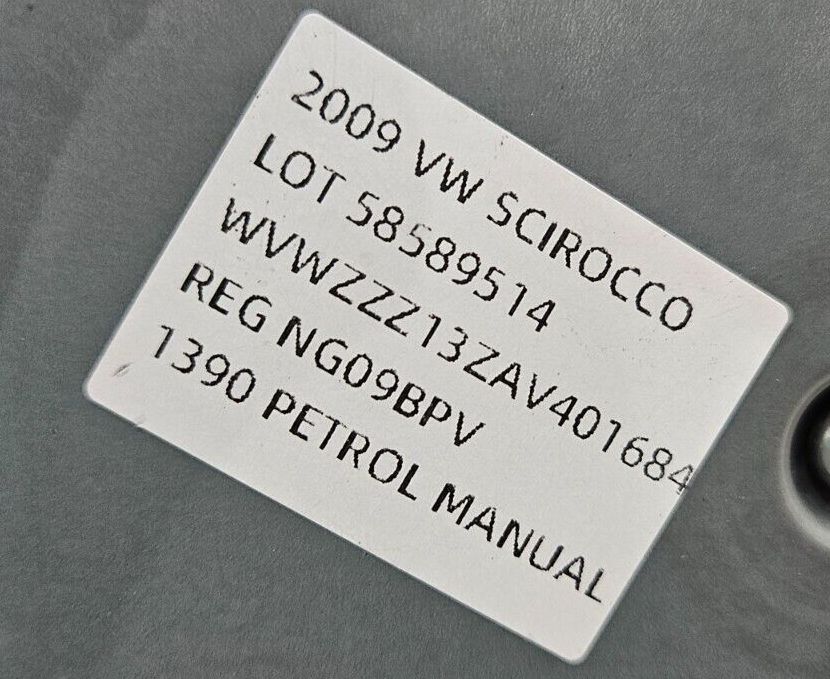 2009 VW SCIROCCO
LOT 58589514
WVWZZZ13ZAV401684
REG NG09BPV
1390 PETROL MANUAL